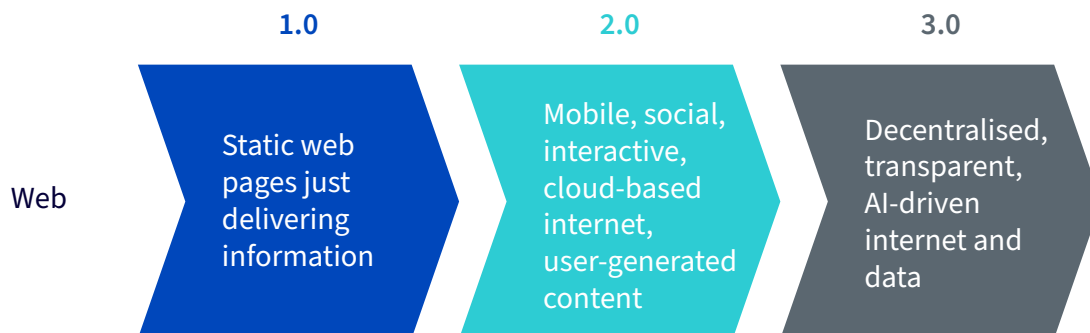 1.0
2.0
3.0
Web
Static web
pages just
delivering
information
Mobile, social,
interactive,
cloud-based
internet,
user-generated
content
Decentralised,
transparent,
AI-driven
internet and
data